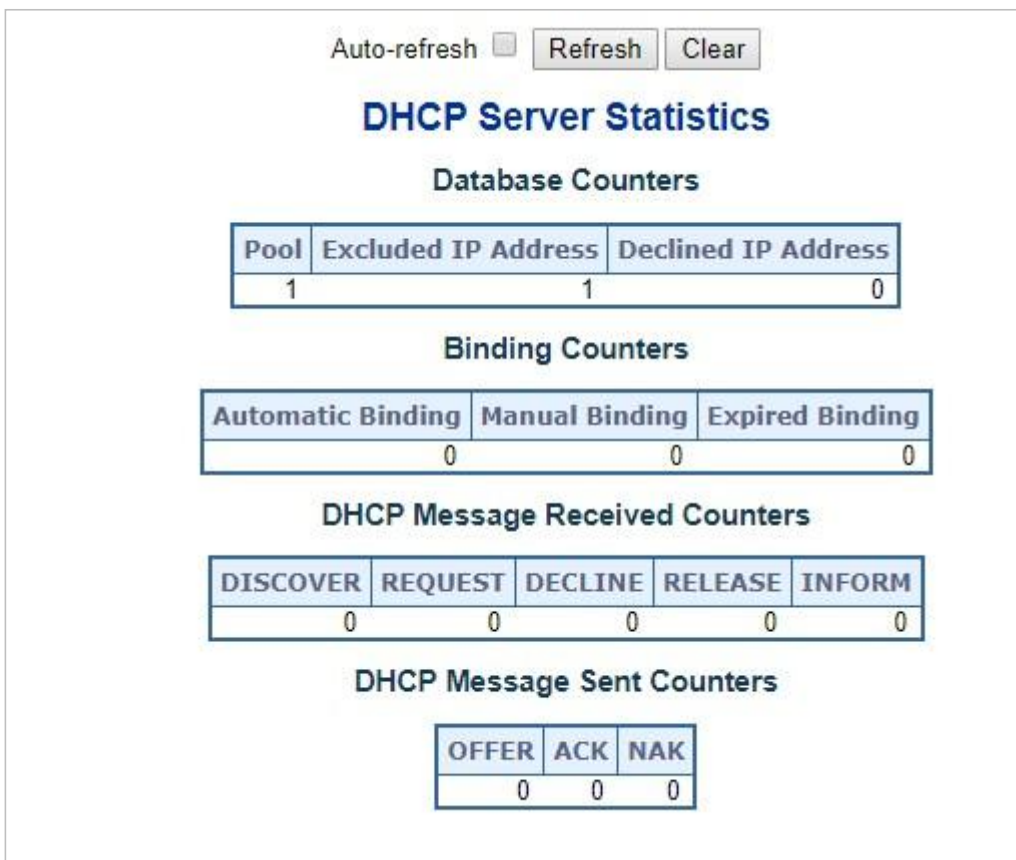 Auto-refresh Refresh Clear
DHCP Server Statistics
Database Counters
Pool Excluded IP Address Declined IP Address
1 1 0
Binding Counters
Automatic Binding Manual Binding Expired Binding
0 0 0
DHCP Message Received Counters
DISCOVER REQUEST DECLINE RELEASE INFORM
0 0 0 0 0
DHCP Message Sent Counters
OFFER ACK NAK
0 0 0